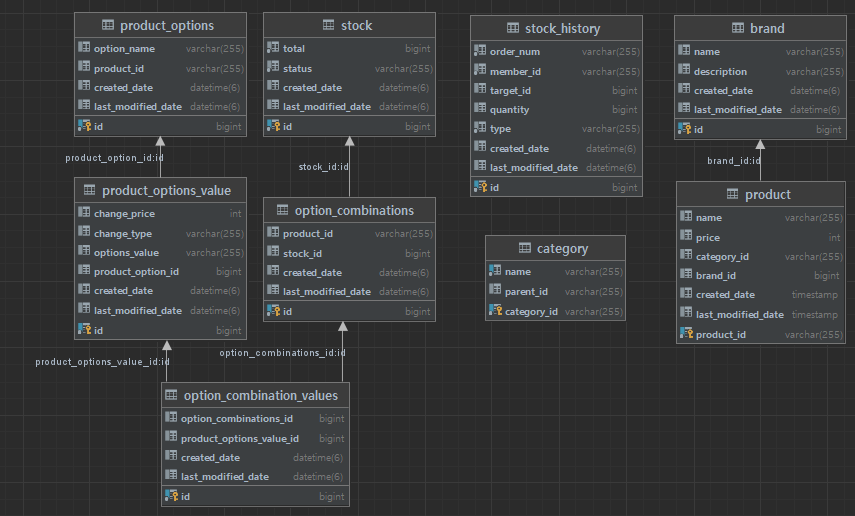 product_options
option_name varchar(255)
product_id varchar(255)
created_date datetime(6)
last_modified_date datetime(6)
id bigint
stock
total bigint
status varchar(255)
created_date datetime(6)
last_modified_date datetime(6)
id bigint
stock_history
order_num varchar(255)
member_id varchar(255)
target_id bigint
quantity bigint
type varchar(255)
created_date datetime(6)
last_modified_date datetime(6)
id bigint
brand
name varchar(255)
description varchar(255)
created_date datetime(6)
last_modified_date datetime(6)
id bigint
product_option_id:id
stock_id:id
brand_id:id
product_options_value
change_price int
change_type varchar(255)
options_value varchar(255)
product_option_id bigint
created_date datetime(6)
last_modified_date datetime(6)
id bigint
option_combinations
product_id varchar(255)
stock_id bigint
created_date datetime(6)
last_modified_date datetime(6)
id bigint
category
name varchar(255)
parent_id varchar(255)
category_id varchar(255)
product
name varchar(255)
price int
category_id varchar(255)
brand_id bigint
created_date timestamp
last_modified_date timestamp
product_id varchar(255)
product_options_value_id:id
option_combinations_id:id
option_combination_values
option_combinations_id bigint
product_options_value_id bigint
created_date datetime(6)
last_modified_date datetime(6)
id bigint